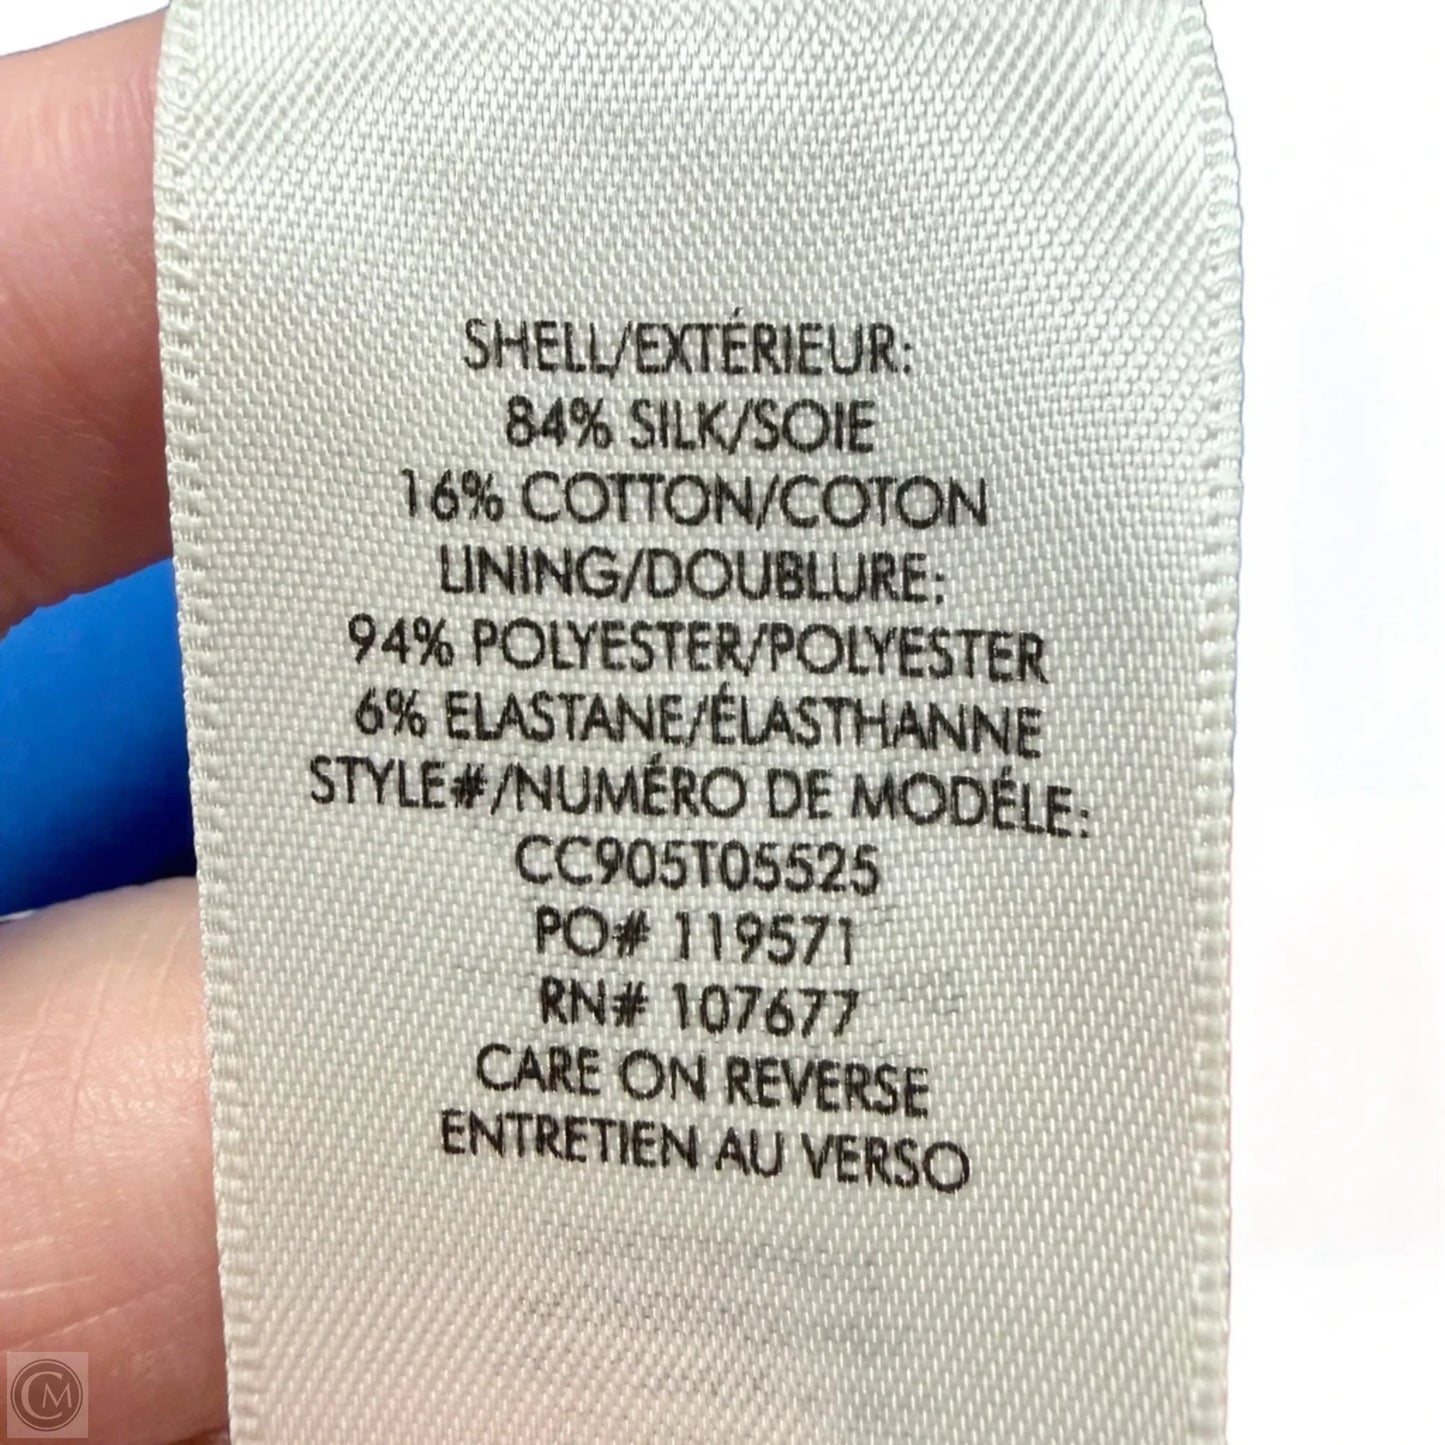 SHELL/EXTÉRIEUR:
84% SILK/SOIE
16% COTTON/COTON
LINING/DOUBLURE:
94% POLYESTER/POLYESTER
6% ELASTANE/ÉLASTHANNE
STYLE#/NUMÉRO DE MODÉLE:
CC905T05525
PO# 119571
RN# 107677
CARE ON REVERSE
ENTRETIEN AU VERSO
CM